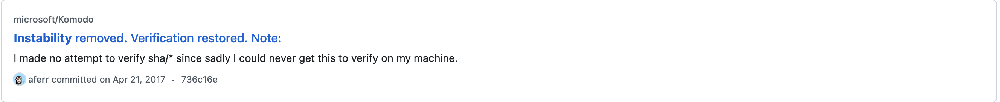 microsoft/Komodo
Instability removed. Verification restored. Note:
I made no attempt to verify sha/* since sadly I could never get this to verify on my machine.
aferr committed on Apr 21, 2017 · 736c16e